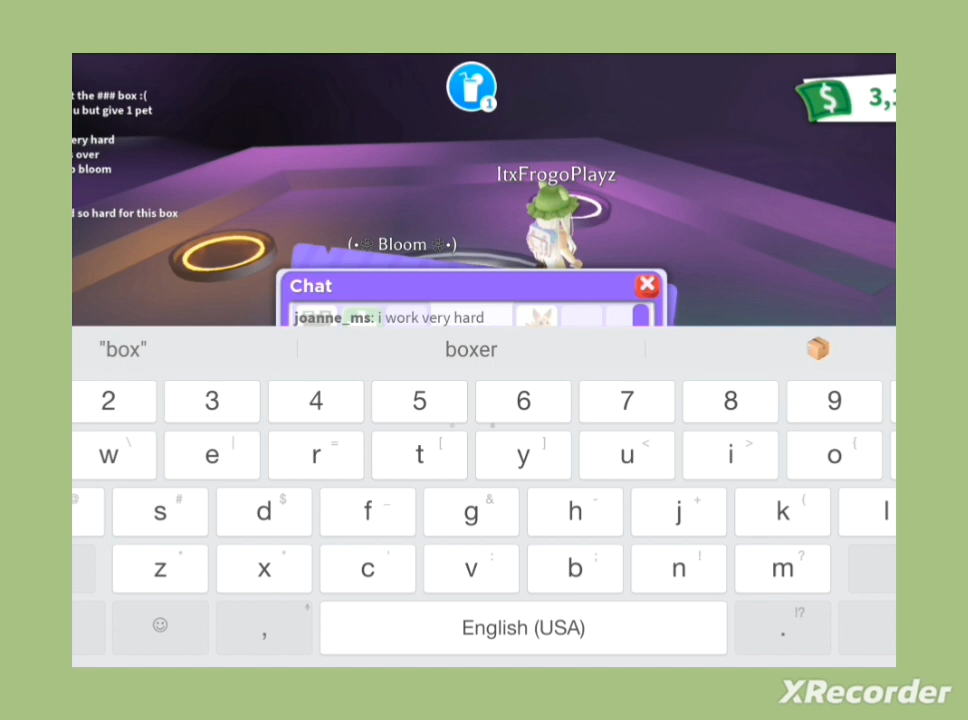 t the ### box :(
u but give 1 pet
ery hard
over
bloom
so hard for this box
1
$ 3,
ItxFrogoPlayz
(• Bloom •)
Chat
joanne_ms: i work very hard
"box" boxer
2 3 4 5 6 7 8 9
w \ e | r = t [ y ] u < i > o {
@ s # d $ f _ g & h - j + k ( l
z x c ' v : b ; n ! m ?
☺ , English (USA) . !?
XRecorder